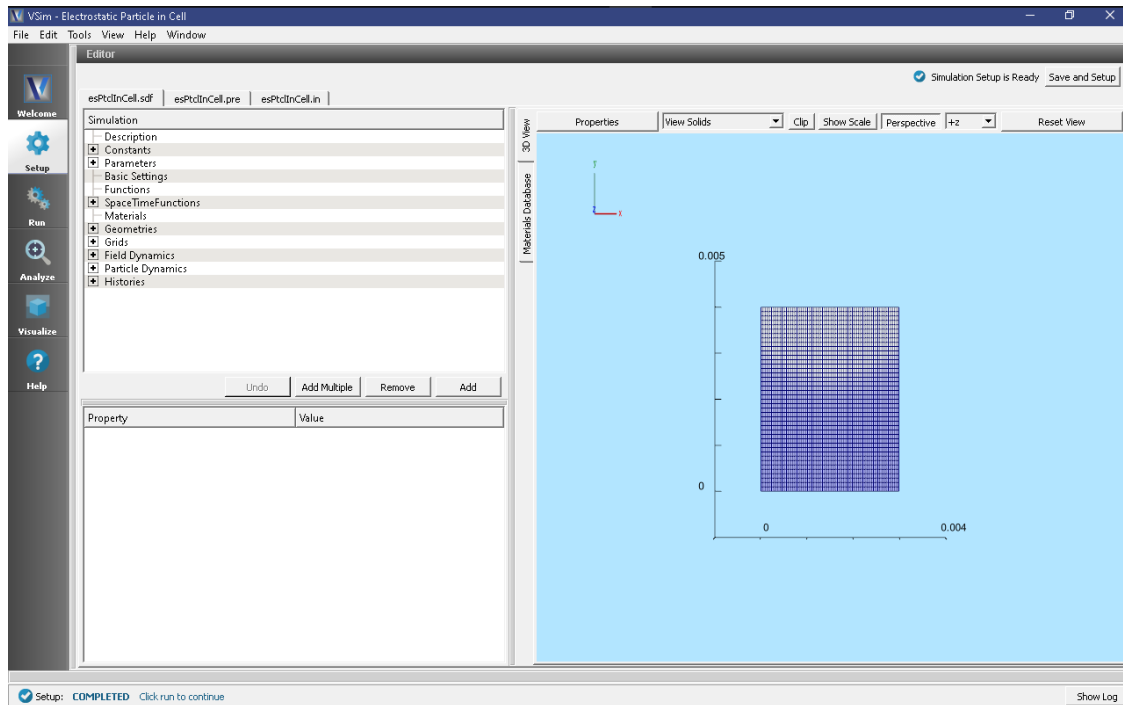 VSim - Electrostatic Particle in Cell
File Edit Tools View Help Window
Editor
Simulation Setup is Ready Save and Setup
esPtclInCell.sdf esPtclInCell.pre esPtclInCell.in
Welcome
Setup
Run
Analyze
Visualize
Help
Simulation
Description
Constants
Parameters
Basic Settings
Functions
SpaceTimeFunctions
Materials
Geometries
Grids
Field Dynamics
Particle Dynamics
Histories
Undo Add Multiple Remove Add
Property Value
3D View
Materials Database
Properties View Solids Clip Show Scale Perspective +z Reset View
Y
z x
0.005
0
0 0.004
Setup: COMPLETED Click run to continue
Show Log